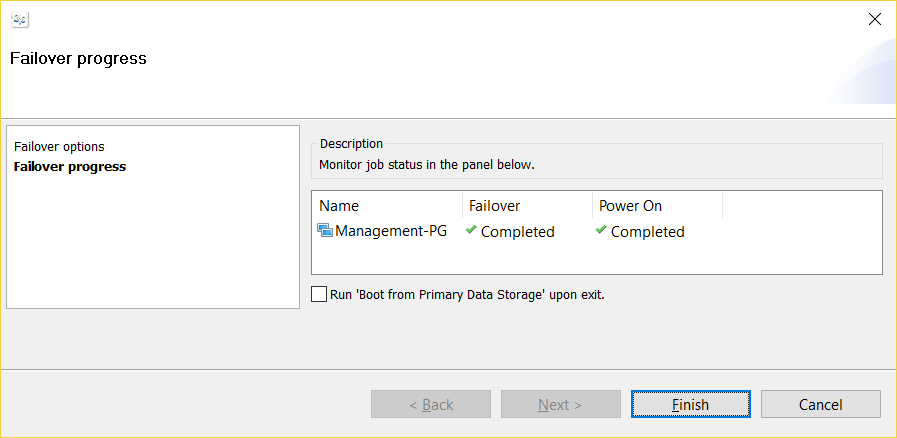 Failover progress
Failover options
Failover progress
Description
Monitor job status in the panel below.
Name Failover Power On
Management-PG Completed Completed
Run 'Boot from Primary Data Storage' upon exit.
< Back Next > Finish Cancel